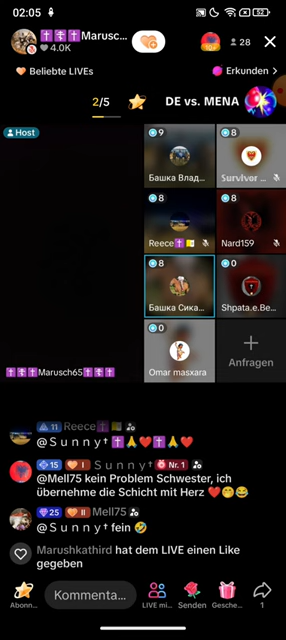 02:05
52
✝️☦️✝️Marusch...
4.0K
28
Beliebte LIVEs
Erkunden >
2/5
DE vs. MENA
Host
9
8
Башка Влад...
Survivor ...
8
8
Reece✝️
Nard159
8
0
Башка Сика...
Shpata.e.Be...
0
✝️☦️✝️Marusch65✝️☦️✝️
Omar masxara
Anfragen
11 Reece✝️
@S u n n y ✝ ✝️🙏❤️✝️🙏❤️
15 I S u n n y ✝ Nr. 1
@Mell75 kein Problem Schwester, ich
übernehme die Schicht mit Herz ❤️🤭😂
25 II Mell75
@S u n n y ✝ fein 🤣
Marushkathird hat dem LIVE einen Like
gegeben
Kommenta...
Abonn...
LIVE mi...
Senden
Gesche...
1